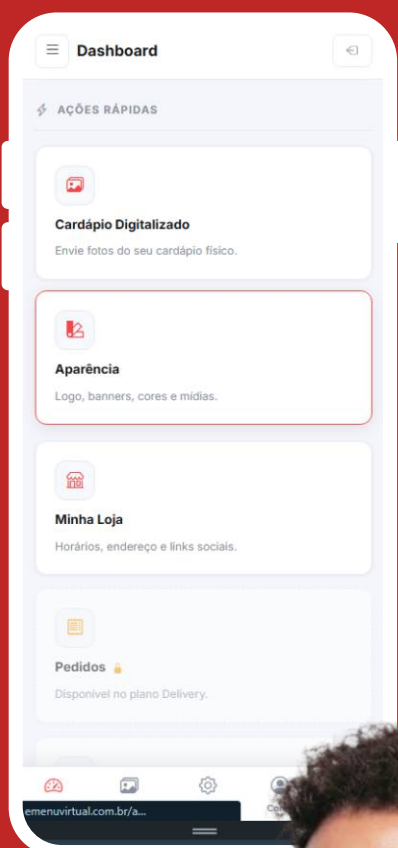 Dashboard
AÇÕES RÁPIDAS
Cardápio Digitalizado
Envie fotos do seu cardápio físico.
Aparência
Logo, banners, cores e mídias.
Minha Loja
Horários, endereço e links sociais.
Pedidos
Disponível no plano Delivery.
emenuvirtual.com.br/a...